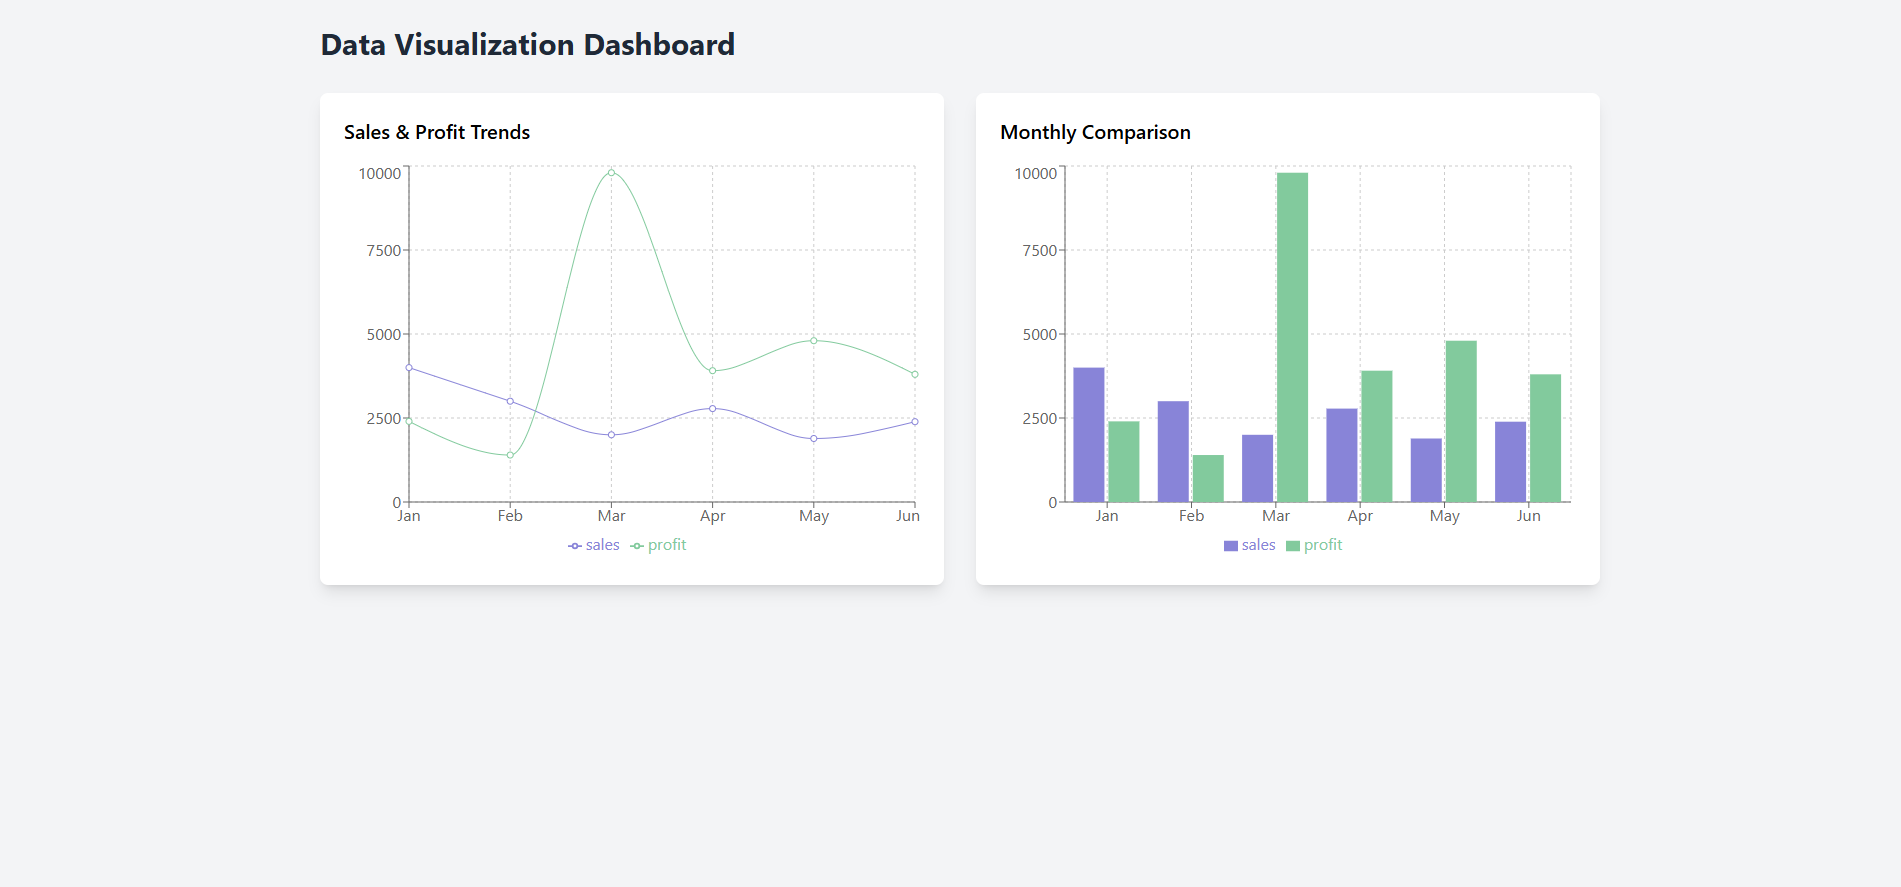 Data Visualization Dashboard
Sales & Profit Trends
10000
7500
5000
2500
0
Jan Feb Mar Apr May Jun
sales profit
Monthly Comparison
10000
7500
5000
2500
0
Jan Feb Mar Apr May Jun
sales profit